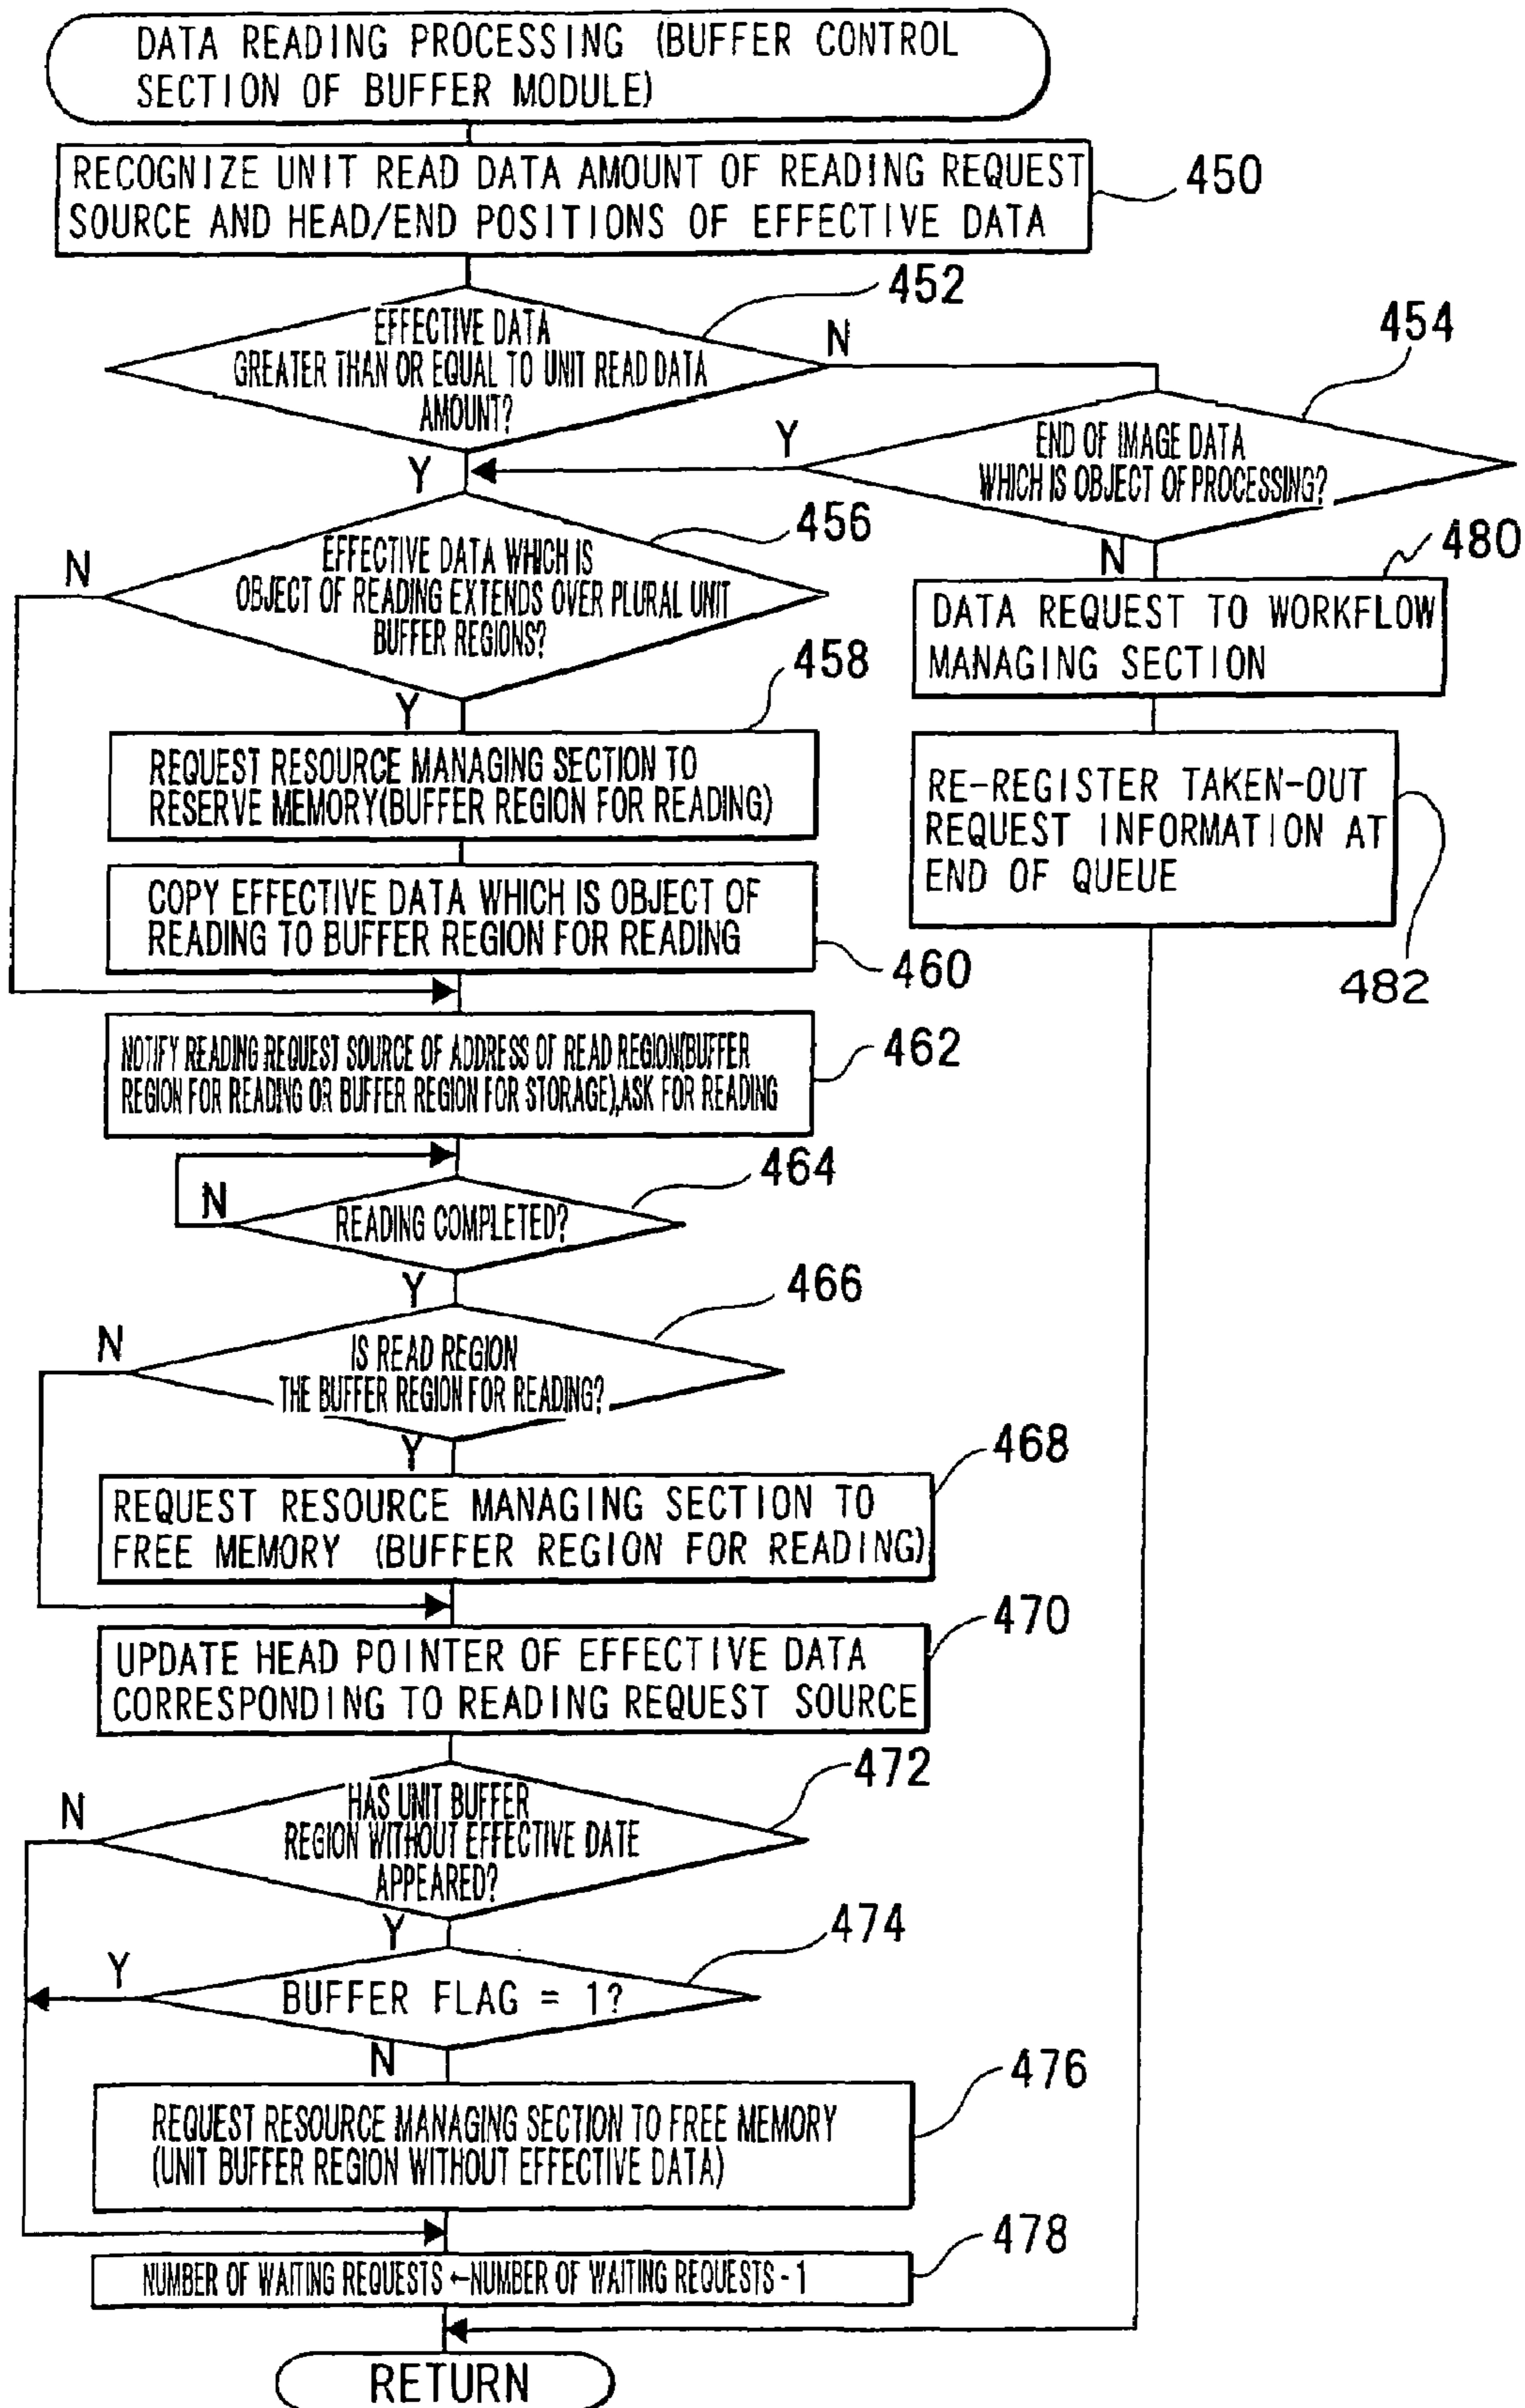 DATA READING PROCESSING (BUFFER CONTROL
SECTION OF BUFFER MODULE)
RECOGNIZE UNIT READ DATA AMOUNT OF READING REQUEST
SOURCE AND HEAD/END POSITIONS OF EFFECTIVE DATA
450
452
EFFECTIVE DATA
GREATER THAN OR EQUAL TO UNIT READ DATA
AMOUNT?
N
Y
454
END OF IMAGE DATA
WHICH IS OBJECT OF PROCESSING?
Y
N
456
EFFECTIVE DATA WHICH IS
OBJECT OF READING EXTENDS OVER PLURAL UNIT
BUFFER REGIONS?
N
Y
480
DATA REQUEST TO WORKFLOW
MANAGING SECTION
458
REQUEST RESOURCE MANAGING SECTION TO
RESERVE MEMORY(BUFFER REGION FOR READING)
RE-REGISTER TAKEN-OUT
REQUEST INFORMATION AT
END OF QUEUE
482
COPY EFFECTIVE DATA WHICH IS OBJECT OF
READING TO BUFFER REGION FOR READING
460
NOTIFY READING REQUEST SOURCE OF ADDRESS OF READ REGION(BUFFER
REGION FOR READING OR BUFFER REGION FOR STORAGE),ASK FOR READING
462
464
READING COMPLETED?
N
Y
466
IS READ REGION
THE BUFFER REGION FOR READING?
N
Y
468
REQUEST RESOURCE MANAGING SECTION TO
FREE MEMORY (BUFFER REGION FOR READING)
470
UPDATE HEAD POINTER OF EFFECTIVE DATA
CORRESPONDING TO READING REQUEST SOURCE
472
HAS UNIT BUFFER
REGION WITHOUT EFFECTIVE DATE
APPEARED?
N
Y
474
BUFFER FLAG = 1?
Y
N
476
REQUEST RESOURCE MANAGING SECTION TO FREE MEMORY
(UNIT BUFFER REGION WITHOUT EFFECTIVE DATA)
478
NUMBER OF WAITING REQUESTS ←NUMBER OF WAITING REQUESTS - 1
RETURN